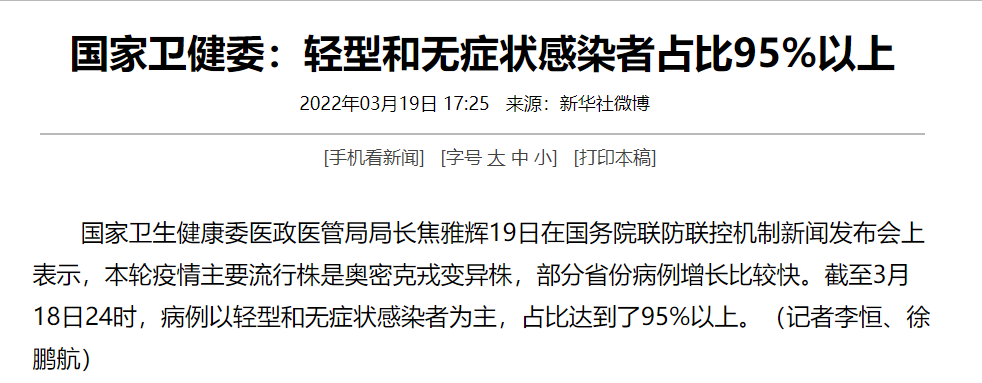 国家卫健委：轻型和无症状感染者占比95%以上
2022年03月19日 17:25 来源：新华社微博
[手机看新闻] [字号 大 中 小] [打印本稿]
国家卫生健康委医政医管局局长焦雅辉19日在国务院联防联控机制新闻发布会上
表示，本轮疫情主要流行株是奥密克戎变异株，部分省份病例增长比较快。截至3月
18日24时，病例以轻型和无症状感染者为主，占比达到了95%以上。（记者李恒、徐
鹏航）